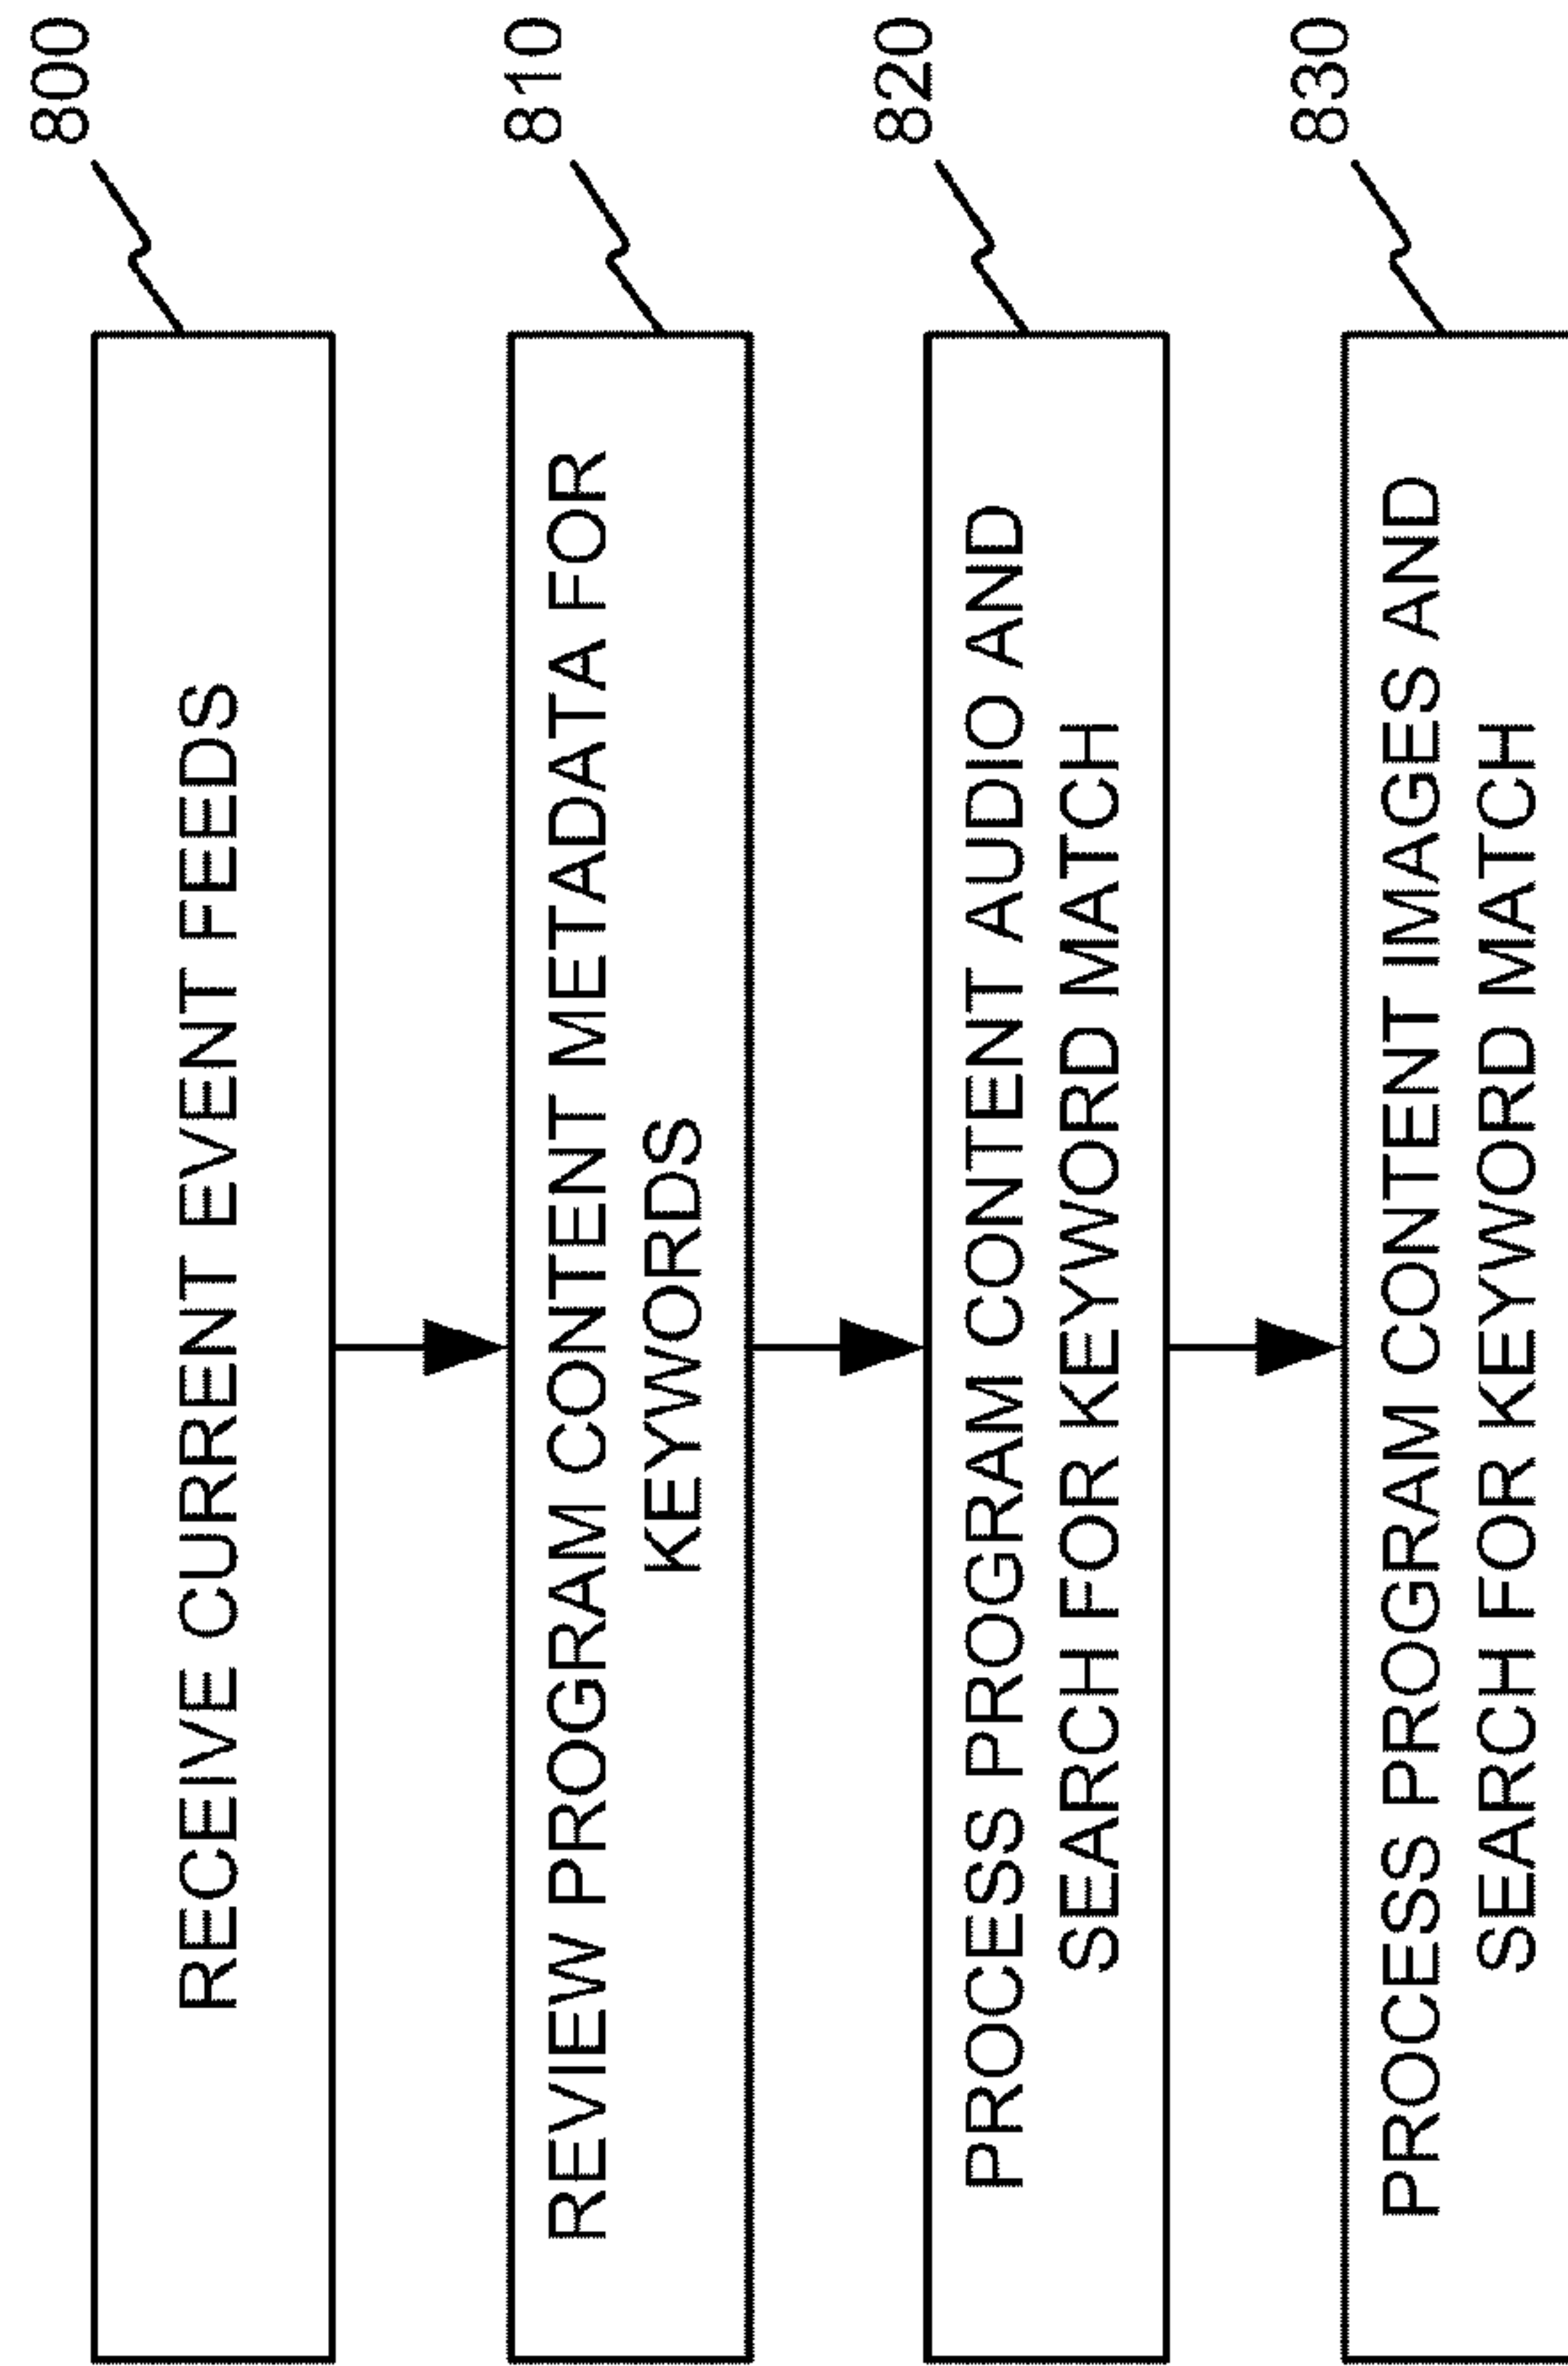 800
RECEIVE CURRENT EVENT FEEDS
810
REVIEW PROGRAM CONTENT METADATA FOR
KEYWORDS
820
PROCESS PROGRAM CONTENT AUDIO AND
SEARCH FOR KEYWORD MATCH
830
PROCESS PROGRAM CONTENT IMAGES AND
SEARCH FOR KEYWORD MATCH